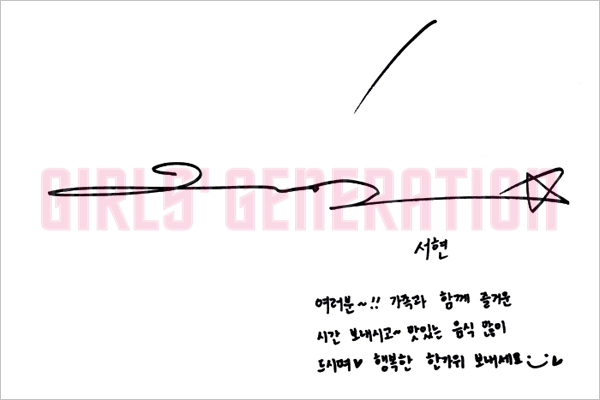 GIRLS' GENERATION
서현
여러분~!! 가족과 함께 즐거운
시간 보내시고~ 맛있는 음식 많이
드시며♥ 행복한 한가위 보내세요